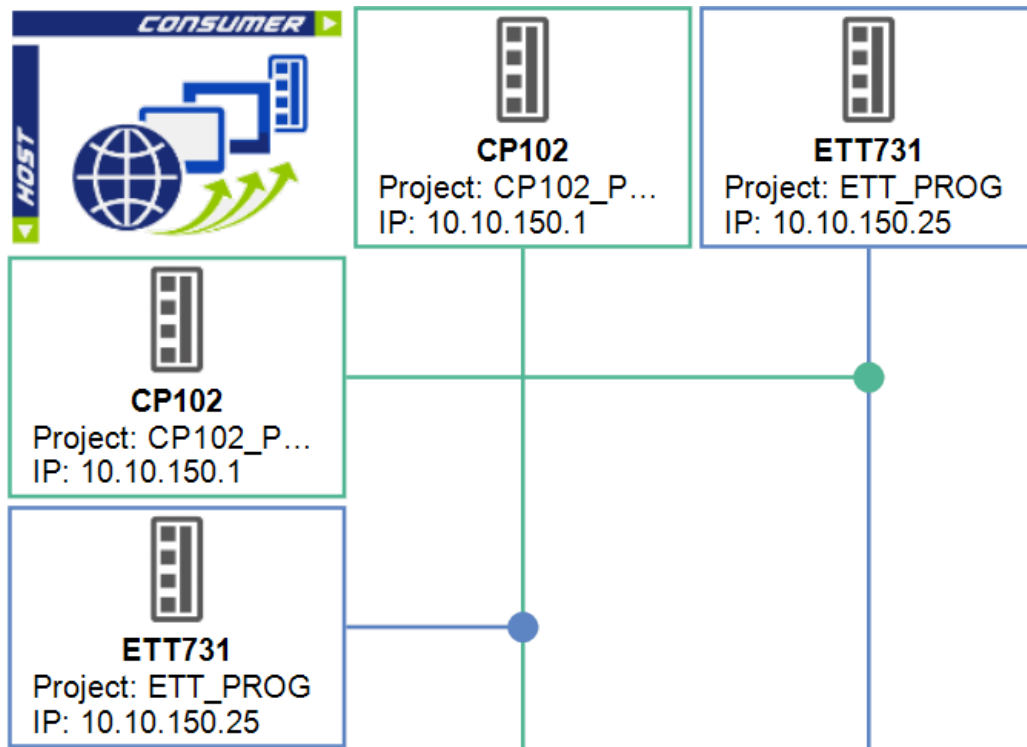 CONSUMER
HOST
CP102
Project: CP102_P...
IP: 10.10.150.1
ETT731
Project: ETT_PROG
IP: 10.10.150.25
CP102
Project: CP102_P...
IP: 10.10.150.1
ETT731
Project: ETT_PROG
IP: 10.10.150.25